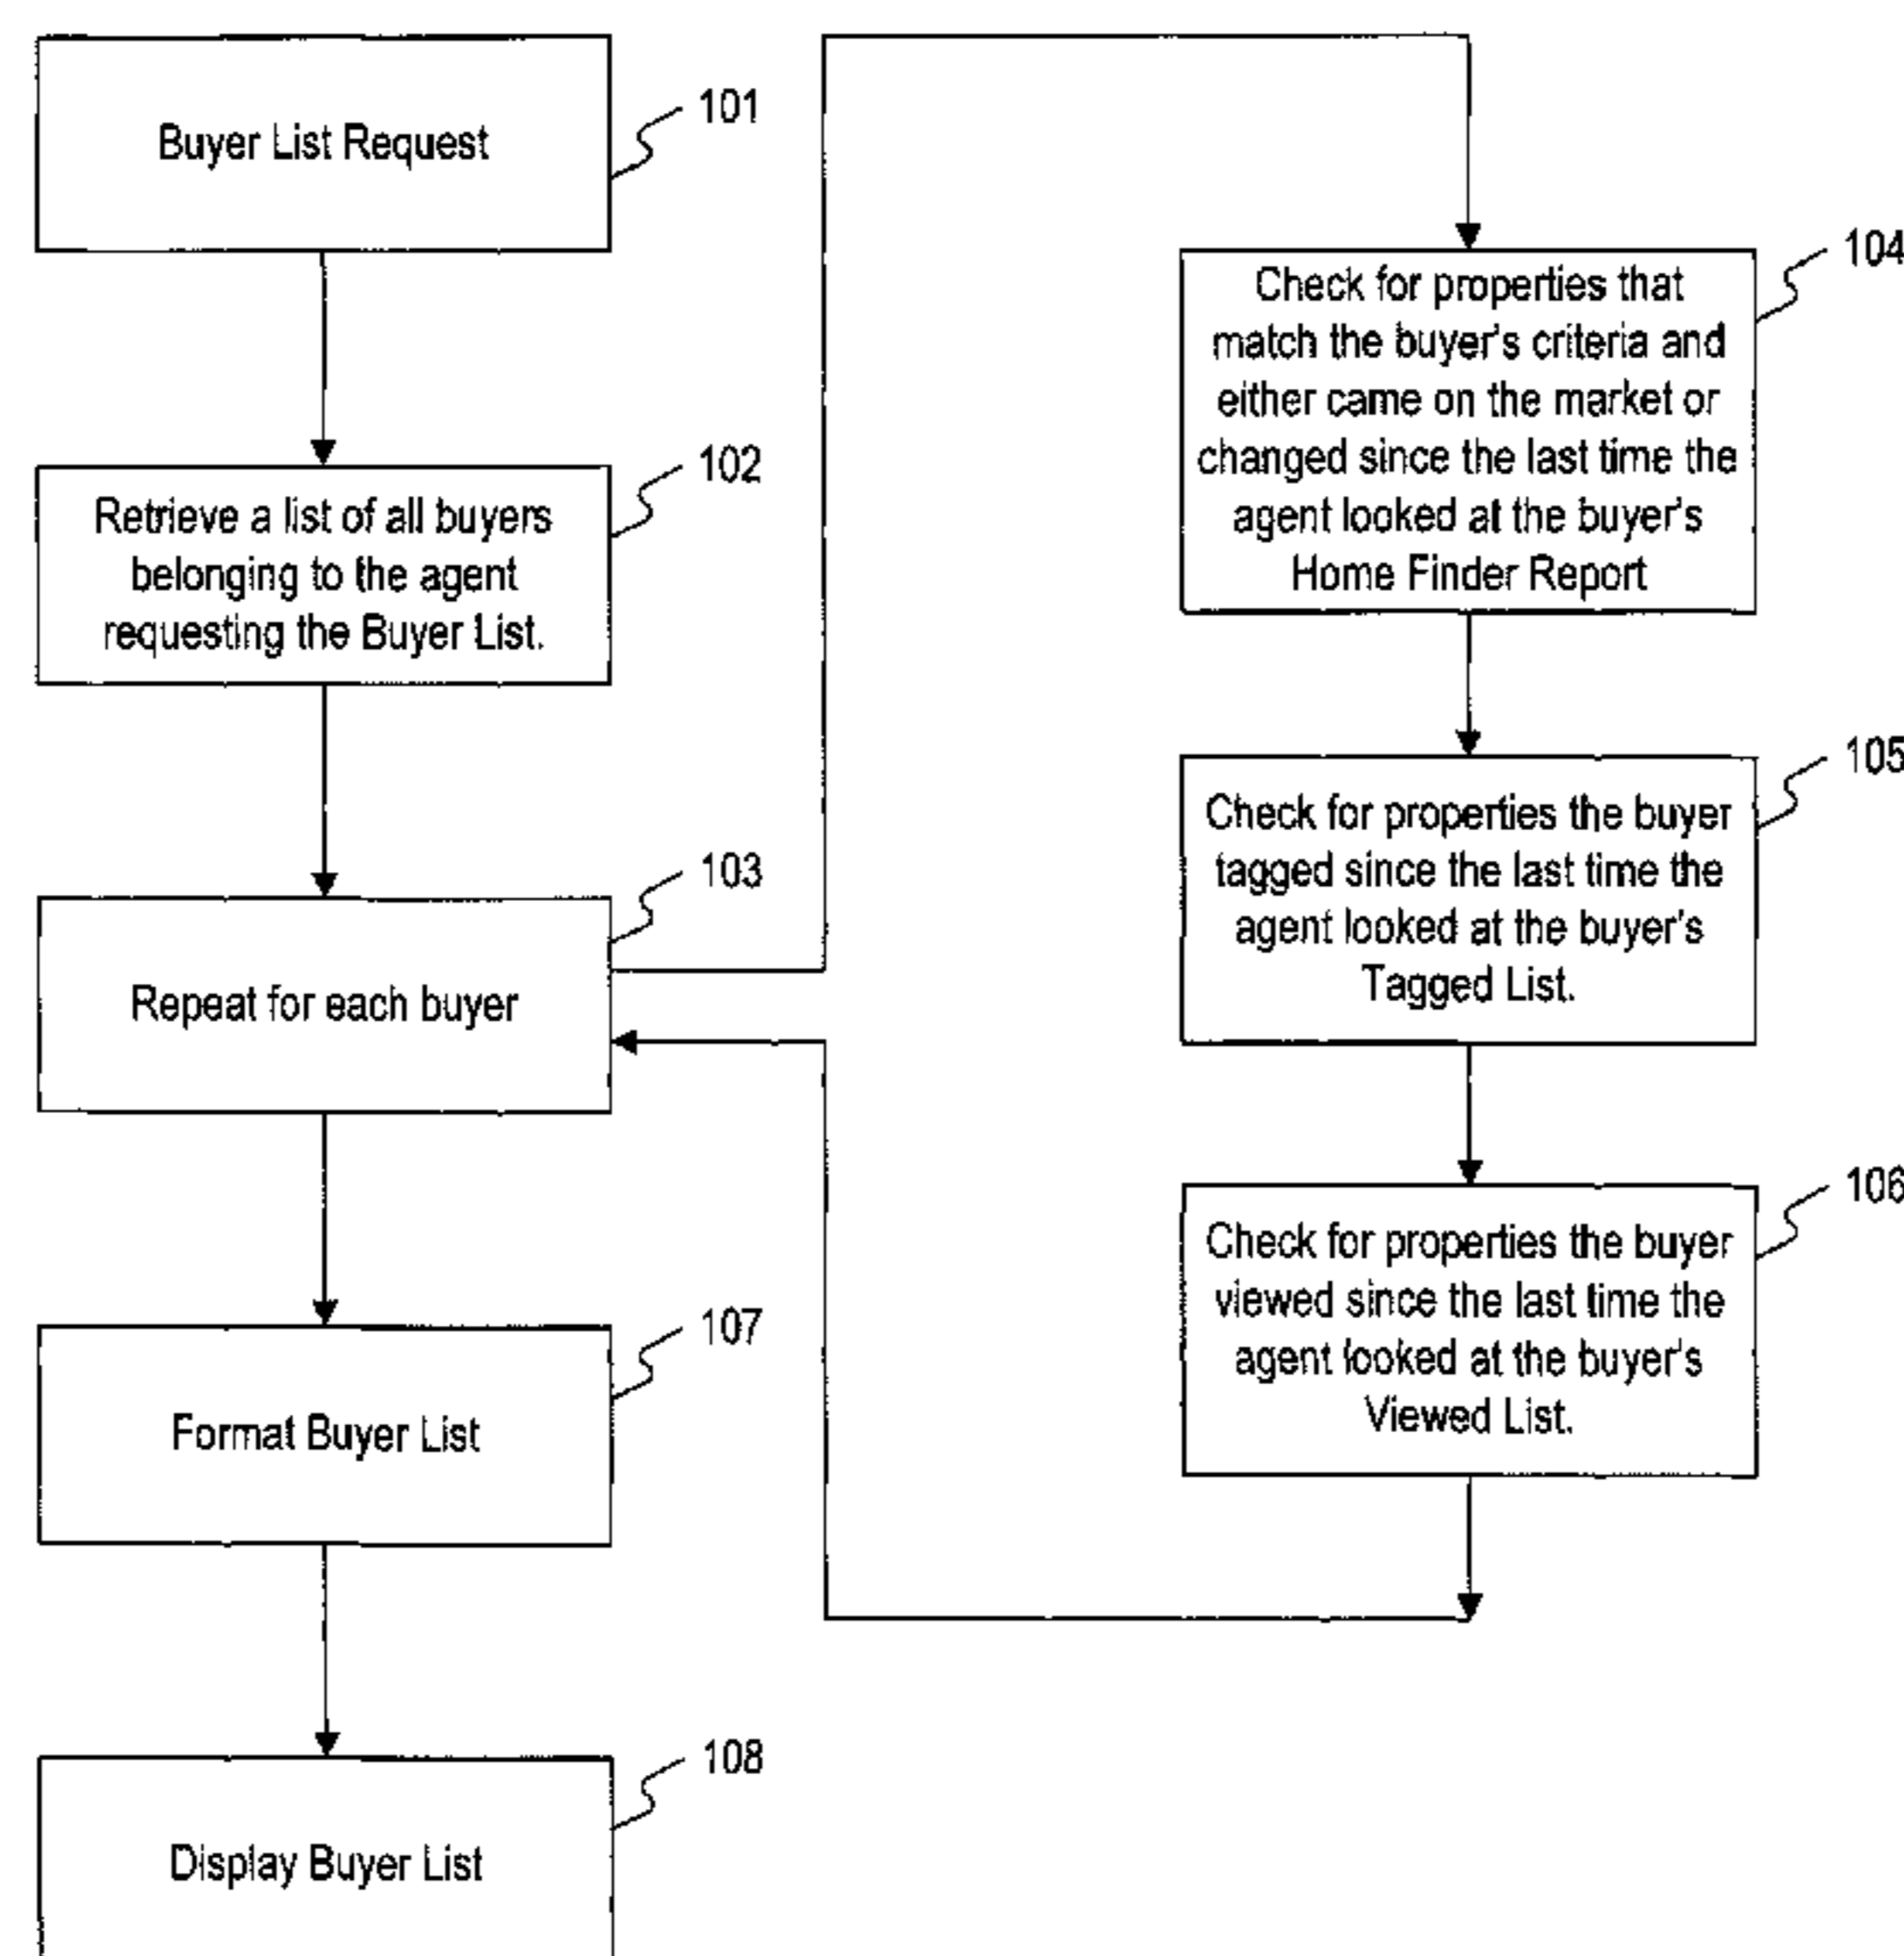 Buyer List Request
101
Retrieve a list of all buyers
belonging to the agent
requesting the Buyer List.
102
Repeat for each buyer
103
Check for properties that
match the buyer's criteria and
either came on the market or
changed since the last time the
agent looked at the buyer's
Home Finder Report
104
Check for properties the buyer
tagged since the last time the
agent looked at the buyer's
Tagged List.
105
Check for properties the buyer
viewed since the last time the
agent looked at the buyer's
Viewed List.
106
Format Buyer List
107
Display Buyer List
108